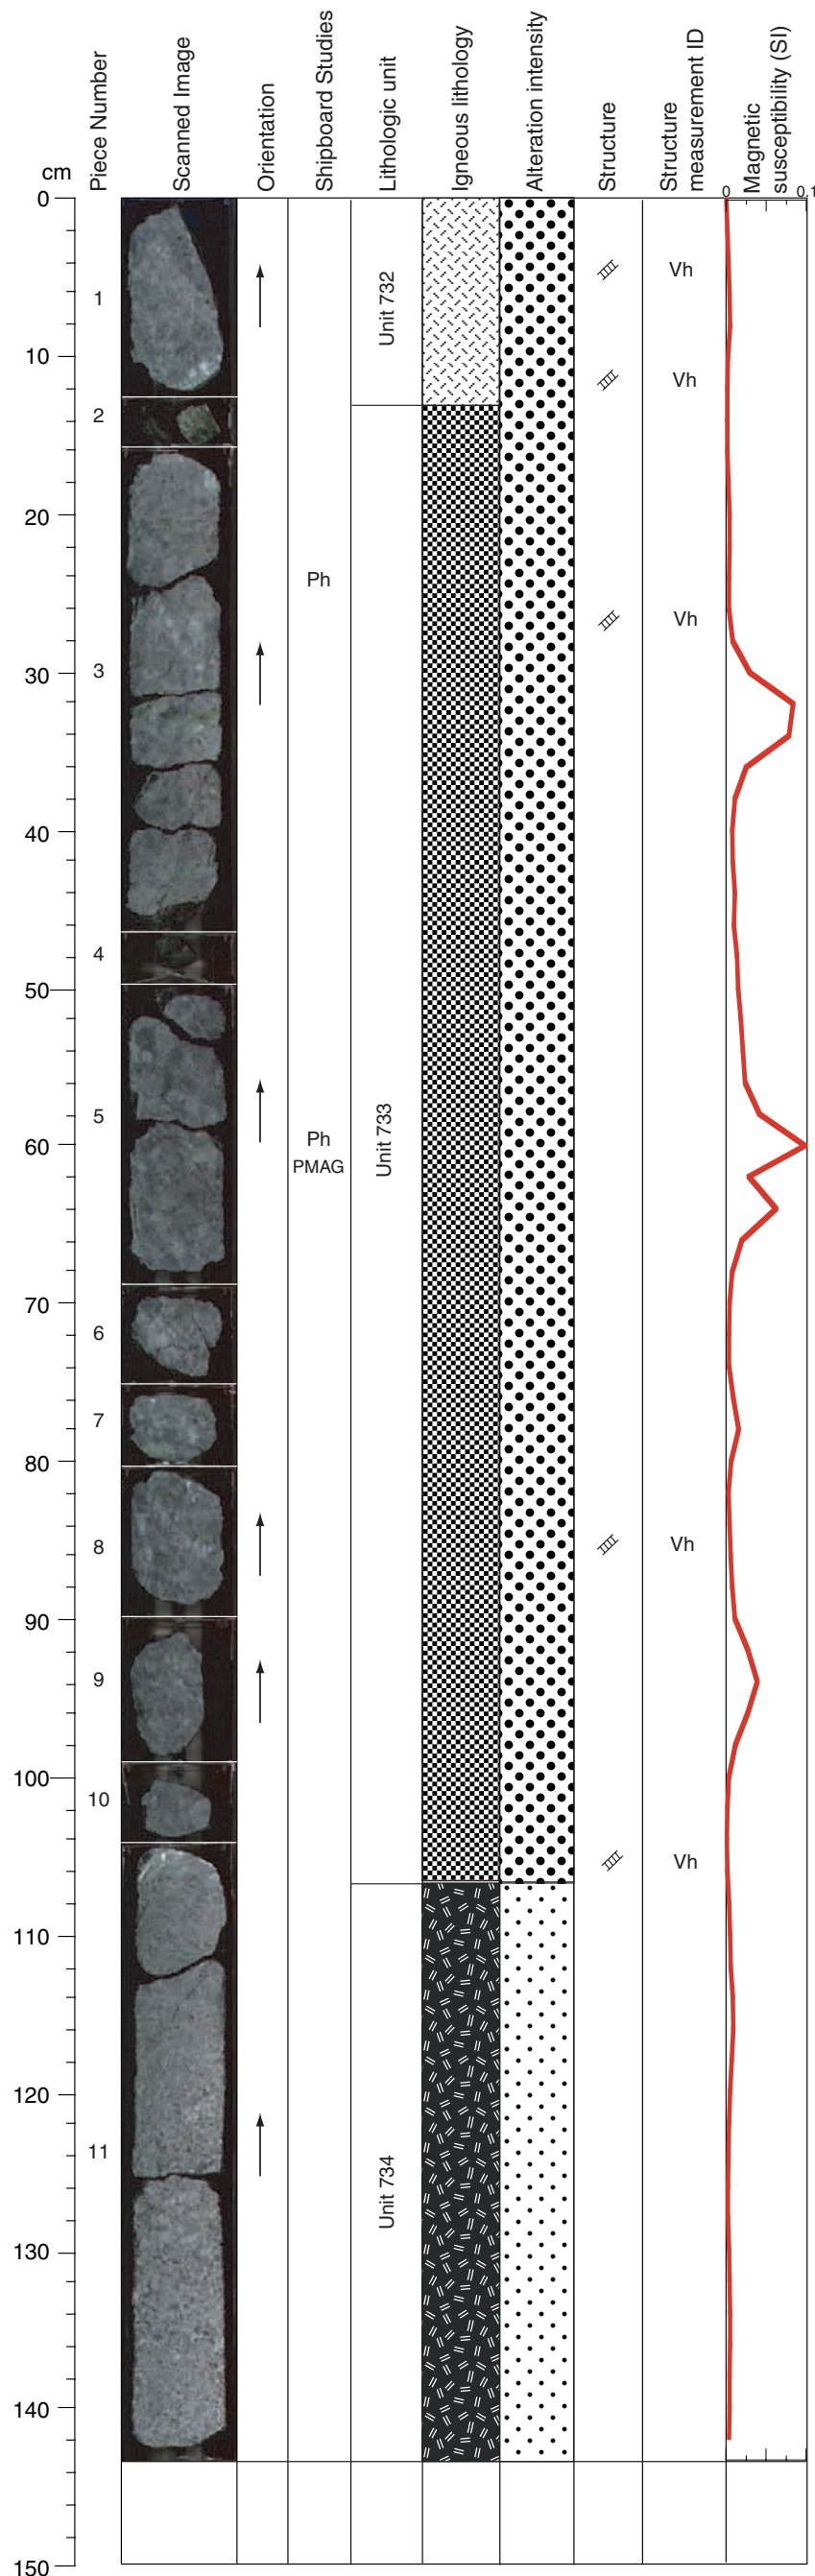 cm
Piece Number
Scanned Image
Orientation
Shipboard Studies
Lithologic unit
Igneous lithology
Alteration intensity
Structure
Structure
measurement ID
Magnetic
susceptibility (SI)
0
0.1
0
10
20
30
40
50
60
70
80
90
100
110
120
130
140
150
1
2
3
4
5
6
7
8
9
10
11
Ph
Ph
PMAG
Unit 732
Unit 733
Unit 734
Vh
Vh
Vh
Vh
Vh